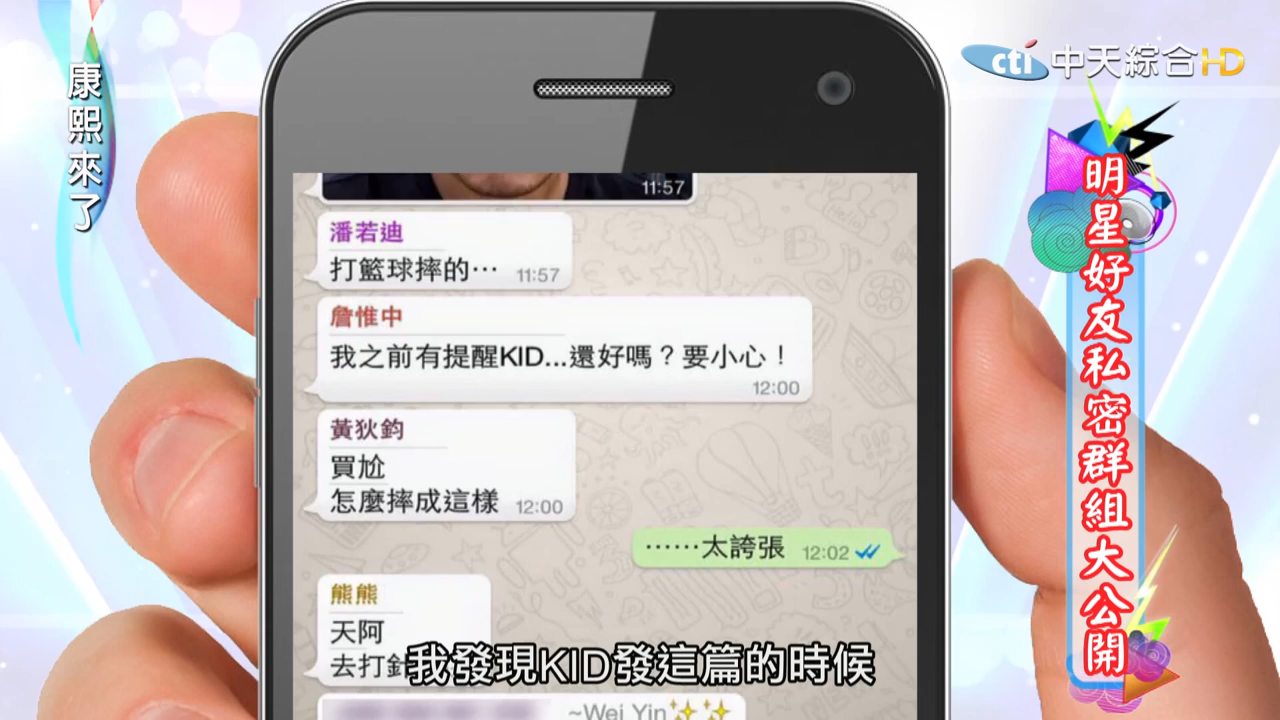 康熙來了
cti 中天綜合HD
明星好友私密群組大公開
11:57
潘若迪
打籃球摔的… 11:57
詹惟中
我之前有提醒KID...還好嗎？要小心！
12:00
黃狄鈞
買尬
怎麼摔成這樣 12:00
……太誇張 12:02
熊熊
天阿
去打針
~Wei Yin✨✨
我發現KID發這篇的時候